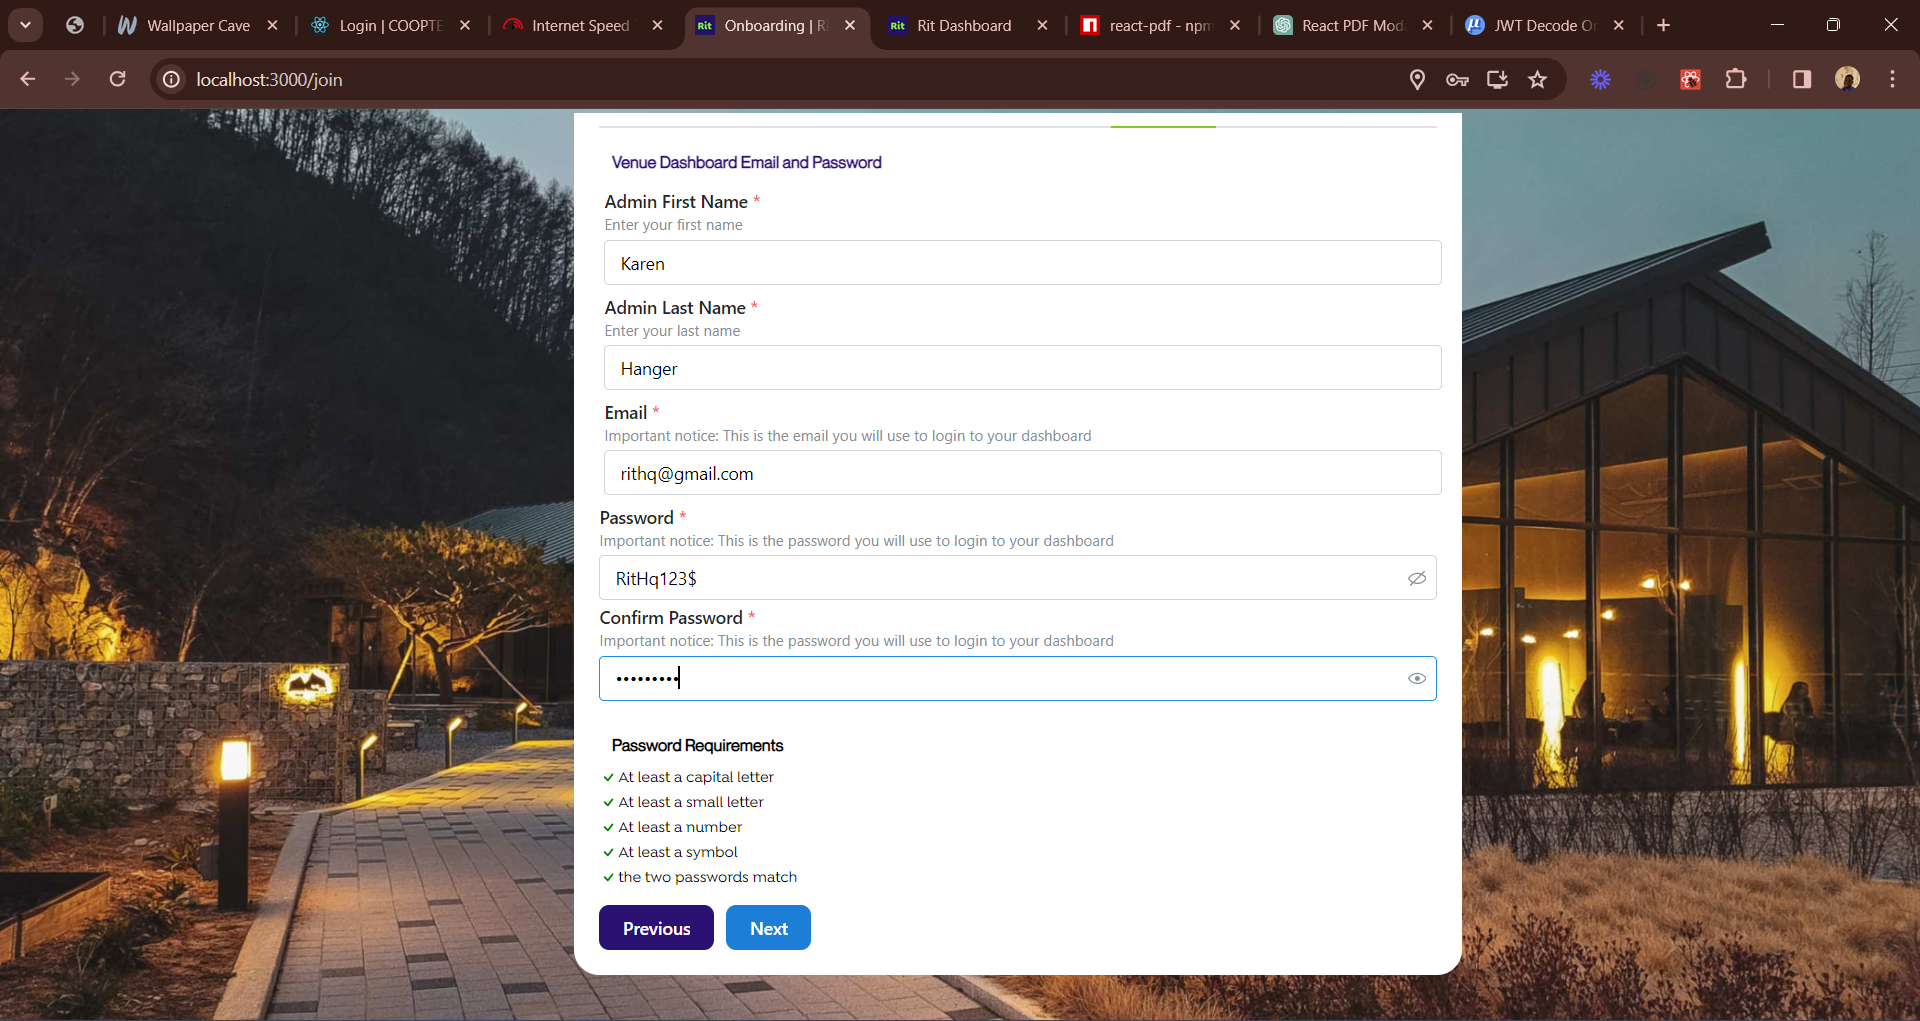 Wallpaper Cave
Login | COOPTE
Internet Speed
Onboarding | Ri
Rit Dashboard
react-pdf - npm
React PDF Mod
JWT Decode On
localhost:3000/join
Venue Dashboard Email and Password
Admin First Name *
Enter your first name
Karen
Admin Last Name *
Enter your last name
Hanger
Email *
Important notice: This is the email you will use to login to your dashboard
rithq@gmail.com
Password *
Important notice: This is the password you will use to login to your dashboard
RitHq123$
Confirm Password *
Important notice: This is the password you will use to login to your dashboard
•••••••••
Password Requirements
At least a capital letter
At least a small letter
At least a number
At least a symbol
the two passwords match
Previous
Next